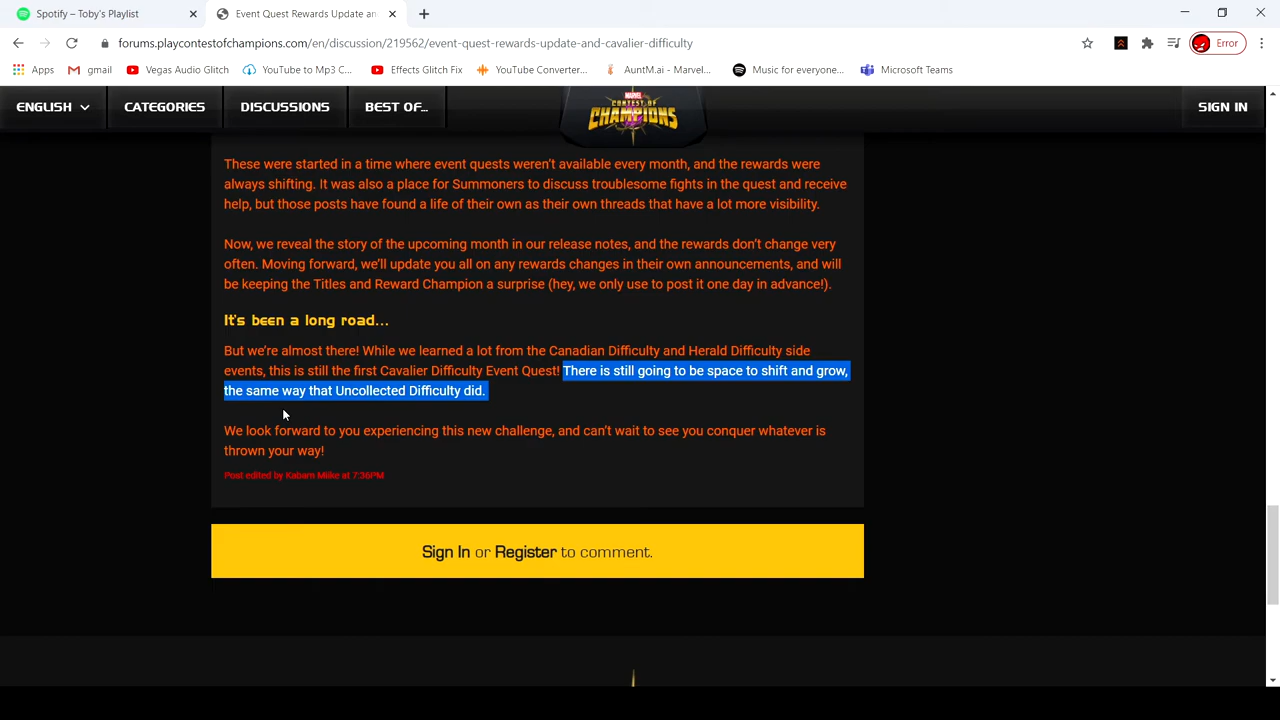 Spotify – Toby's Playlist
Event Quest Rewards Update an
forums.playcontestofchampions.com/en/discussion/219562/event-quest-rewards-update-and-cavalier-difficulty
Error
Apps
gmail
Vegas Audio Glitch
YouTube to Mp3 C...
Effects Glitch Fix
YouTube Converter...
AuntM.ai - Marvel...
Music for everyone...
Microsoft Teams
ENGLISH
CATEGORIES
DISCUSSIONS
BEST OF...
MARVEL
CONTEST OF
CHAMPIONS
SIGN IN
These were started in a time where event quests weren't available every month, and the rewards were
always shifting. It was also a place for Summoners to discuss troublesome fights in the quest and receive
help, but those posts have found a life of their own as their own threads that have a lot more visibility.
Now, we reveal the story of the upcoming month in our release notes, and the rewards don't change very
often. Moving forward, we'll update you all on any rewards changes in their own announcements, and will
be keeping the Titles and Reward Champion a surprise (hey, we only use to post it one day in advance!).
It's been a long road...
But we're almost there! While we learned a lot from the Canadian Difficulty and Herald Difficulty side
events, this is still the first Cavalier Difficulty Event Quest! There is still going to be space to shift and grow,
the same way that Uncollected Difficulty did.
We look forward to you experiencing this new challenge, and can't wait to see you conquer whatever is
thrown your way!
Post edited by Kabam Miike at 7:36PM
Sign In or Register to comment.